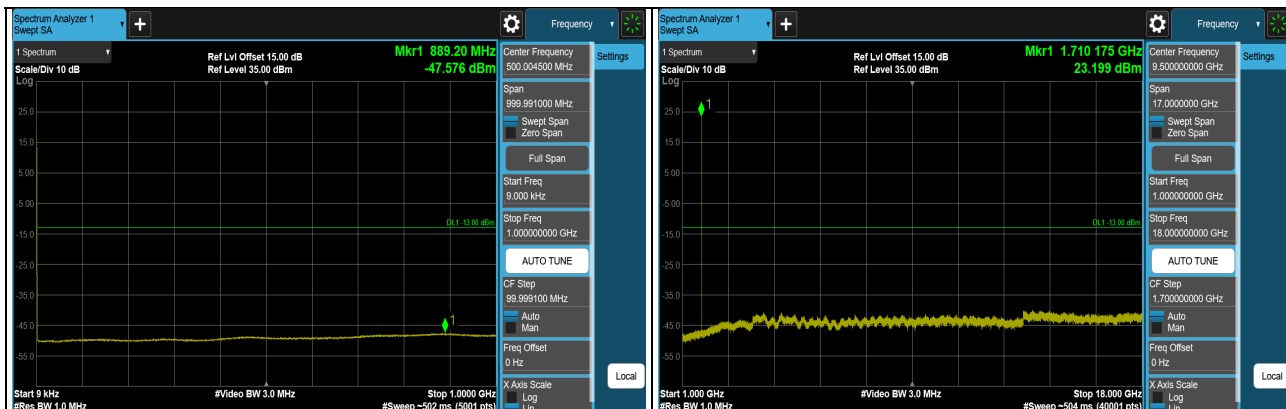 Spectrum Analyzer 1
Swept SA
+
Frequency
1 Spectrum
Scale/Div 10 dB
Log
Ref Lvl Offset 15.00 dB
Ref Level 35.00 dBm
Mkr1 889.20 MHz
-47.576 dBm
1
25.0
15.0
5.00
-5.00
-15.0
-25.0
-35.0
-45.0
-55.0
DL1 -13.00 dBm
Start 9 kHz
#Res BW 1.0 MHz
#Video BW 3.0 MHz
Stop 1.0000 GHz
#Sweep ~502 ms (5001 pts)
Center Frequency
500.004500 MHz
Span
999.991000 MHz
Swept Span
Zero Span
Full Span
Start Freq
9.000 kHz
Stop Freq
1.000000000 GHz
AUTO TUNE
CF Step
99.999100 MHz
Auto
Man
Freq Offset
0 Hz
X Axis Scale
Log
Lin
Settings
Local
Spectrum Analyzer 1
Swept SA
+
Frequency
1 Spectrum
Scale/Div 10 dB
Log
Ref Lvl Offset 15.00 dB
Ref Level 35.00 dBm
Mkr1 1.710 175 GHz
23.199 dBm
1
25.0
15.0
5.00
-5.00
-15.0
-25.0
-35.0
-45.0
-55.0
DL1 -13.00 dBm
Start 1.000 GHz
#Res BW 1.0 MHz
#Video BW 3.0 MHz
Stop 18.000 GHz
#Sweep ~504 ms (40001 pts)
Center Frequency
9.500000000 GHz
Span
17.0000000 GHz
Swept Span
Zero Span
Full Span
Start Freq
1.000000000 GHz
Stop Freq
18.000000000 GHz
AUTO TUNE
CF Step
1.700000000 GHz
Auto
Man
Freq Offset
0 Hz
X Axis Scale
Log
Lin
Settings
Local